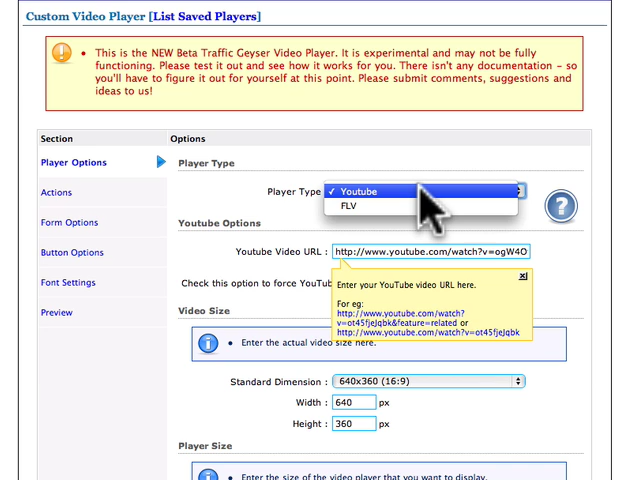 Custom Video Player [List Saved Players]
• This is the NEW Beta Traffic Geyser Video Player. It is experimental and may not be fully
functioning. Please test it out and see how it works for you. There isn't any documentation – so
you'll have to figure it out for yourself at this point. Please submit comments, suggestions and
ideas to us!
Section
Options
Player Options
Player Type
Player Type
✓ Youtube
FLV
?
Actions
Form Options
Youtube Options
Button Options
Youtube Video URL :
http://www.youtube.com/watch?v=ogW4O
Font Settings
Check this option to force YouTu
Enter your YouTube video URL here.
x
For eg:
http://www.youtube.com/watch?
v=ot45fjeJqbk&feature=related or
http://www.youtube.com/watch?v=ot45fjeJqbk
Preview
Video Size
• Enter the actual video size here.
Standard Dimension : 640x360 (16:9)
Width : 640 px
Height : 360 px
Player Size
• Enter the size of the video player that you want to display.